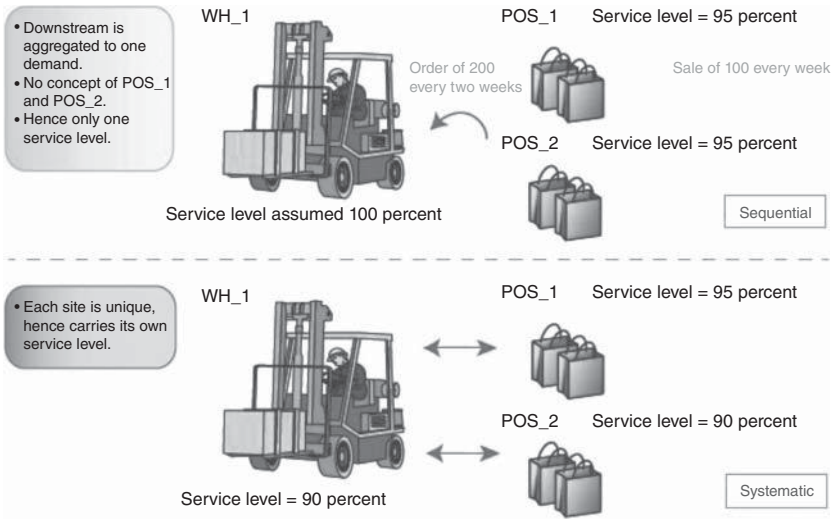 • Downstream is
aggregated to one
demand.
• No concept of POS_1
and POS_2.
• Hence only one
service level.
WH_1
POS_1 Service level = 95 percent
Order of 200
every two weeks
Sale of 100 every week
POS_2 Service level = 95 percent
Service level assumed 100 percent
Sequential
• Each site is unique,
hence carries its own
service level.
WH_1
POS_1 Service level = 95 percent
POS_2 Service level = 90 percent
Service level = 90 percent
Systematic